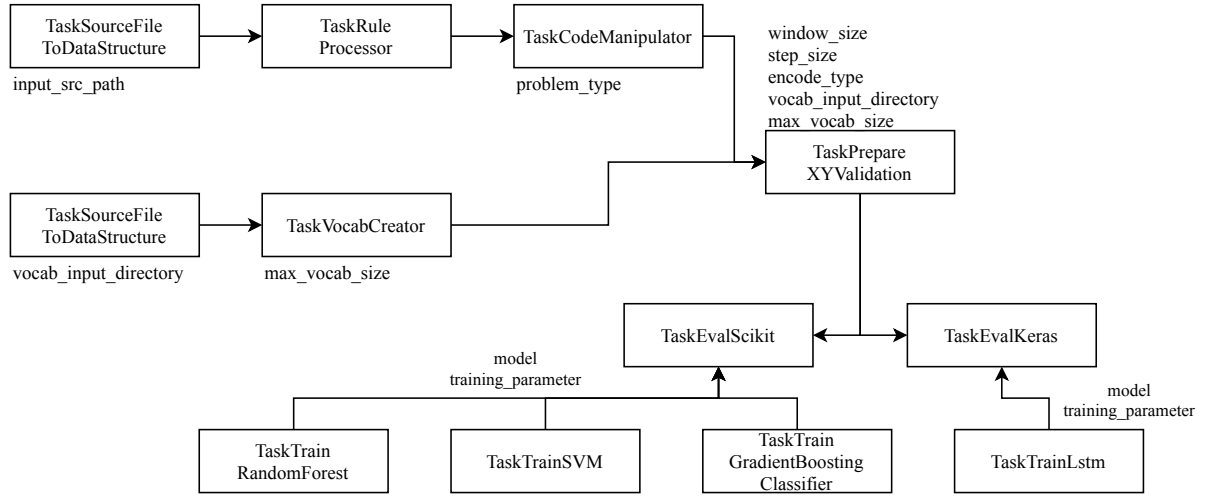 TaskSourceFile
ToDataStructure
input_src_path
TaskRule
Processor
TaskCodeManipulator
problem_type
window_size
step_size
encode_type
vocab_input_directory
max_vocab_size
TaskPrepare
XYValidation
TaskSourceFile
ToDataStructure
vocab_input_directory
TaskVocabCreator
max_vocab_size
TaskEvalScikit
TaskEvalKeras
model
training_parameter
model
training_parameter
TaskTrain
RandomForest
TaskTrainSVM
TaskTrain
GradientBoosting
Classifier
TaskTrainLstm